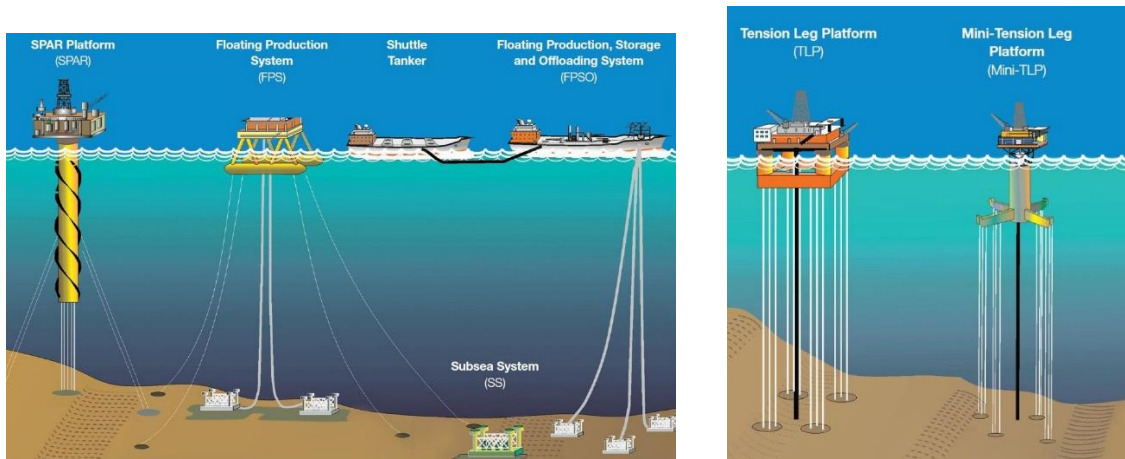 SPAR Platform
(SPAR)
Floating Production
System
(FPS)
Shuttle
Tanker
Floating Production, Storage
and Offloading System
(FPSO)
Subsea System
(SS)
Tension Leg Platform
(TLP)
Mini-Tension Leg
Platform
(Mini-TLP)